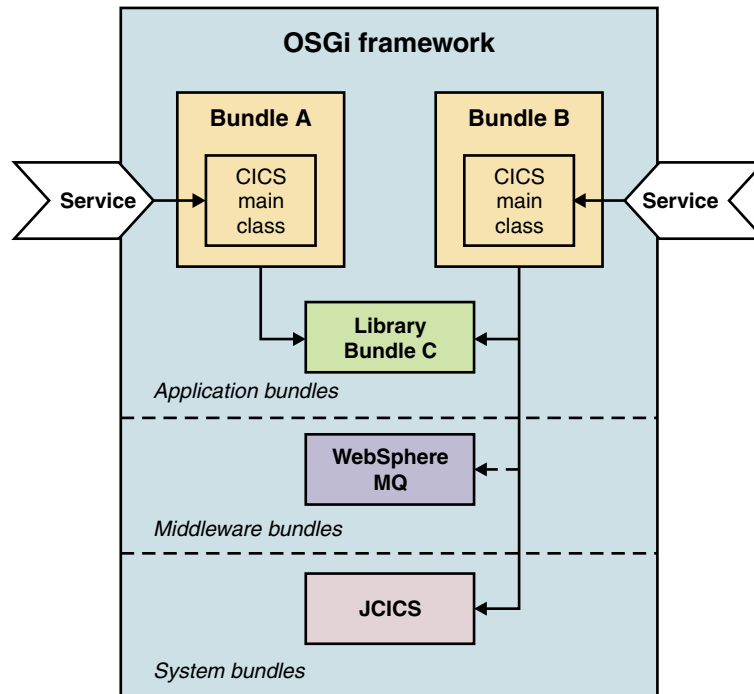 OSGi framework
Bundle A
Bundle B
Service
CICS
main
class
CICS
main
class
Service
Library
Bundle C
Application bundles
WebSphere
MQ
Middleware bundles
JCICS
System bundles